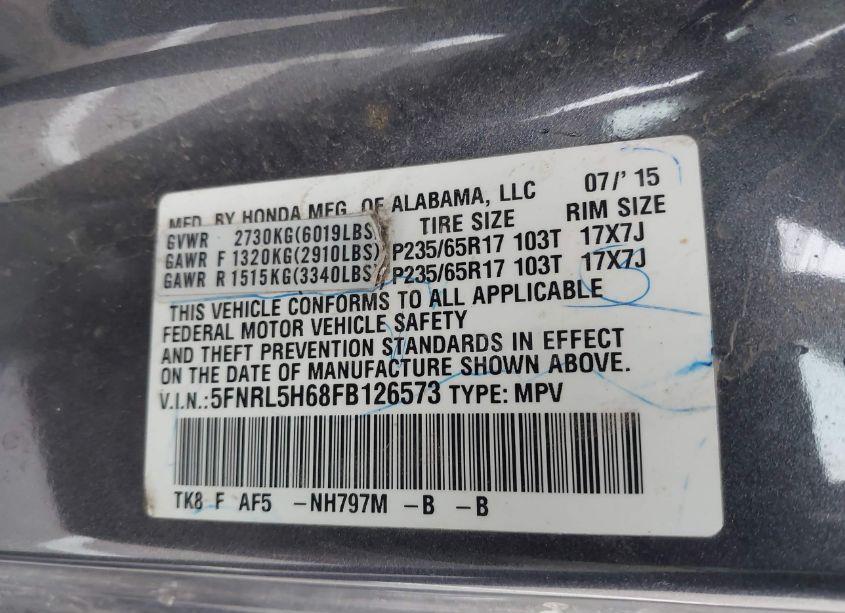 MFD. BY HONDA MFG. OF ALABAMA, LLC 07/' 15
TIRE SIZE RIM SIZE
GVWR 2730KG(6019LBS)
GAWR F 1320KG(2910LBS) P235/65R17 103T 17X7J
GAWR R 1515KG(3340LBS) P235/65R17 103T 17X7J
THIS VEHICLE CONFORMS TO ALL APPLICABLE
FEDERAL MOTOR VEHICLE SAFETY
AND THEFT PREVENTION STANDARDS IN EFFECT
ON THE DATE OF MANUFACTURE SHOWN ABOVE.
V.I.N.:5FNRL5H68FB126573 TYPE: MPV
TK8 F AF5 -NH797M -B -B